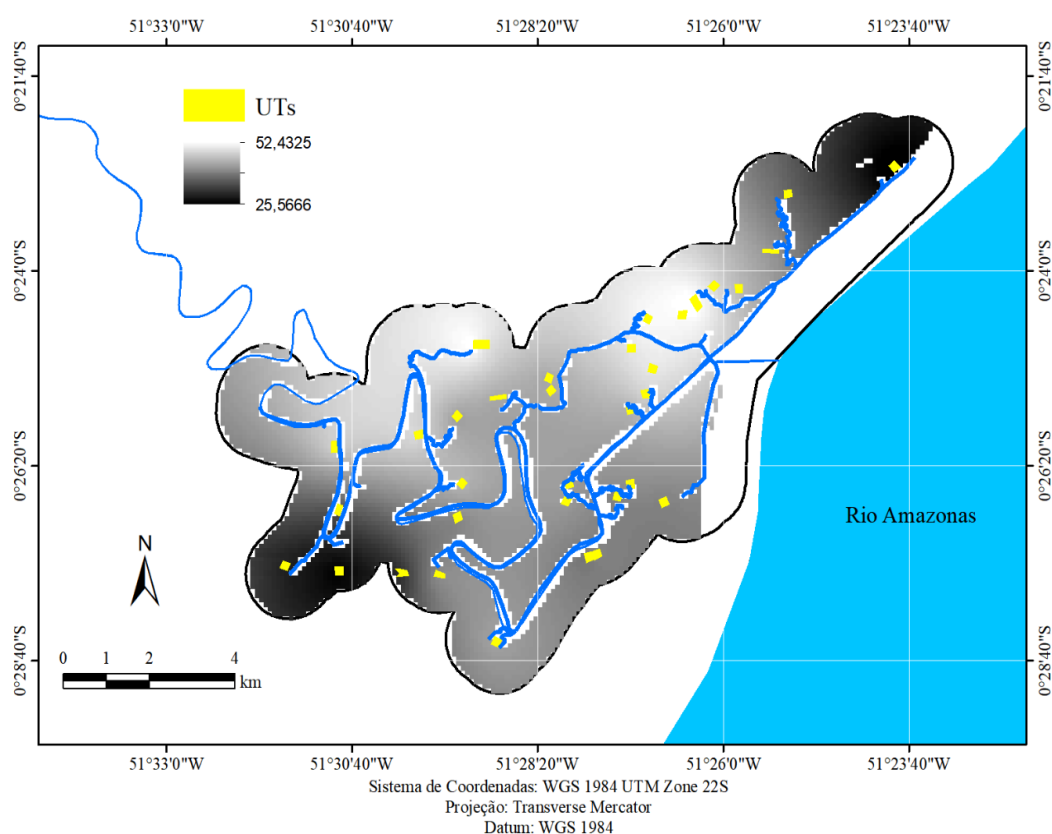 51°33'0"W 51°30'40"W 51°28'20"W 51°26'0"W 51°23'40"W
0°21'40"S 0°21'40"S
UTs
52,4325
25,5666
0°24'0"S 0°24'0"S
0°26'20"S 0°26'20"S
Rio Amazonas
N
0°28'40"S 0°28'40"S
0 1 2 4
km
51°33'0"W 51°30'40"W 51°28'20"W 51°26'0"W 51°23'40"W
Sistema de Coordenadas: WGS 1984 UTM Zone 22S
Projeção: Transverse Mercator
Datum: WGS 1984